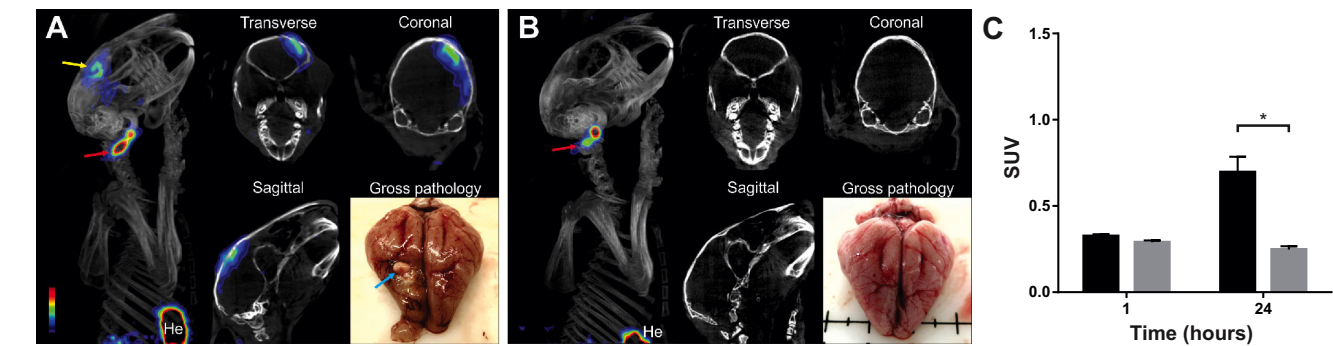 A
Transverse
Coronal
Sagittal
Gross pathology
He
B
Transverse
Coronal
Sagittal
Gross pathology
He
C
1.5
1.0
0.5
0.0
SUV
*
1
24
Time (hours)